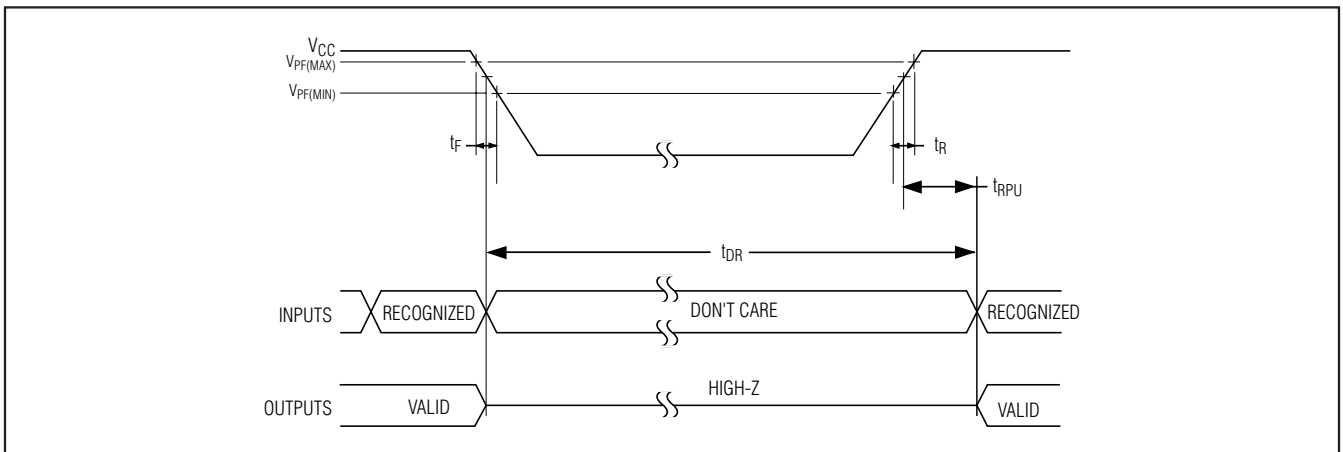 VCC
VPF(MAX)
VPF(MIN)
tF
tR
tRPU
tDR
INPUTS RECOGNIZED DON'T CARE RECOGNIZED
OUTPUTS VALID HIGH-Z VALID